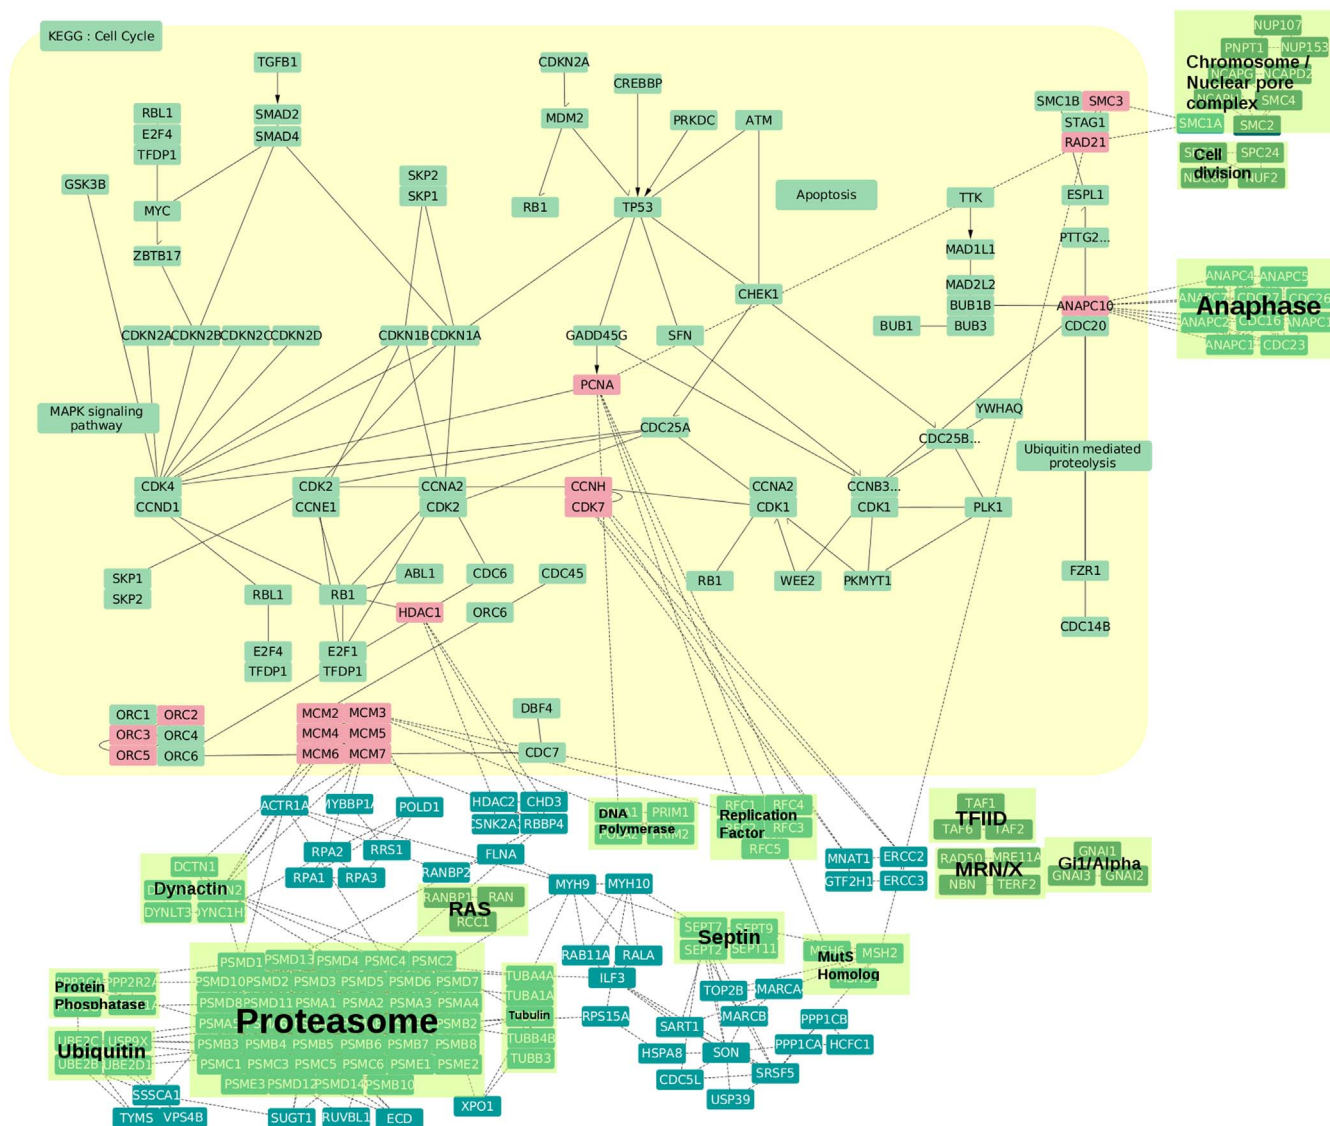 KEGG : Cell Cycle
TGFB1
CDKN2A
CREBBP
NUP107
PNPT1
NUP153
Chromosome /
Nuclear pore
complex
NCAPG
NCAPD2
SMC4
SMC1A
SMC2
RBL1
E2F4
TFDP1
SMAD2
SMAD4
MDM2
PRKDC
ATM
SMC1B
SMC3
STAG1
RAD21
Cell
division
SPC24
NUF2
GSK3B
SKP2
SKP1
MYC
RB1
TP53
Apoptosis
TTK
ESPL1
ZBTB17
MAD1L1
PTTG2...
MAD2L2
CHEK1
BUB1B
ANAPC10
BUB1
BUB3
CDC20
ANAPC4
ANAPC5
Anaphase
ANAPC2
CDC16
ANAPC1
CDC23
CDKN2A
CDKN2B
CDKN2C
CDKN2D
CDKN1B
CDKN1A
GADD45G
SFN
PCNA
MAPK signaling
pathway
CDC25A
YWHAQ
CDC25B...
Ubiquitin mediated
proteolysis
CDK4
CCND1
CDK2
CCNE1
CCNA2
CDK2
CCNH
CDK7
CCNA2
CDK1
CCNB3...
CDK1
PLK1
SKP1
SKP2
RBL1
RB1
ABL1
CDC6
CDC45
RB1
WEE2
PKMYT1
FZR1
HDAC1
ORC6
CDC14B
E2F4
TFDP1
E2F1
TFDP1
ORC1
ORC2
ORC3
ORC4
ORC5
ORC6
MCM2
MCM3
MCM4
MCM5
MCM6
MCM7
DBF4
CDC7
ACTR1A
MYBBP1A
POLD1
HDAC2
CHD3
CSNK2A
RBBP4
RPA2
RRS1
FLNA
RPA1
RPA3
RANBP2
DNA
Polymerase
PRIM1
PRIM2
RFC1
RFC4
Replication
Factor
RFC3
RFC5
TAF1
TFIID
TAF6
TAF2
MNAT1
ERCC2
GTF2H1
ERCC3
RAD50
MRE11A
MRN/X
NBN
TERF2
GNAI1
Gi1/Alpha
GNAI3
GNAI2
DCTN1
Dynactin
DYNLT3
DYNC1H
RANBP1
RAN
RAS
RCC1
MYH9
MYH10
SEPT7
SEPT9
Septin
SEPT2
SEPT11
MSH6
MSH2
MutS
Homolog
RAB11A
RALA
ILF3
TOP2B
SMARCA4
SMARCB
PPP1CB
RPS15A
SART1
HSPA8
SON
PPP1CA
HCFC1
CDC5L
SRSF5
USP39
PSMD1
PSMD13
PSMD4
PSMC4
PSMC2
PSMD10
PSMD2
PSMD3
PSMD5
PSMD6
PSMD7
PSMD8
PSMD11
PSMA1
PSMA2
PSMA3
PSMA4
Proteasome
PSMB2
PSMB3
PSMB4
PSMB5
PSMB6
PSMB7
PSMB8
PSMC1
PSMC3
PSMC5
PSMC6
PSME1
PSME2
PSME3
PSMD12
PSMD14
PSMB10
TUBA4A
TUBA1A
Tubulin
TUBB4B
TUBB3
PPP2R2A
Protein
Phosphatase
UBE2C
USP9X
Ubiquitin
UBE2B
UBE2D1
SSSCA1
TYMS
VPS4B
SUGT1
RUVBL1
ECD
XPO1